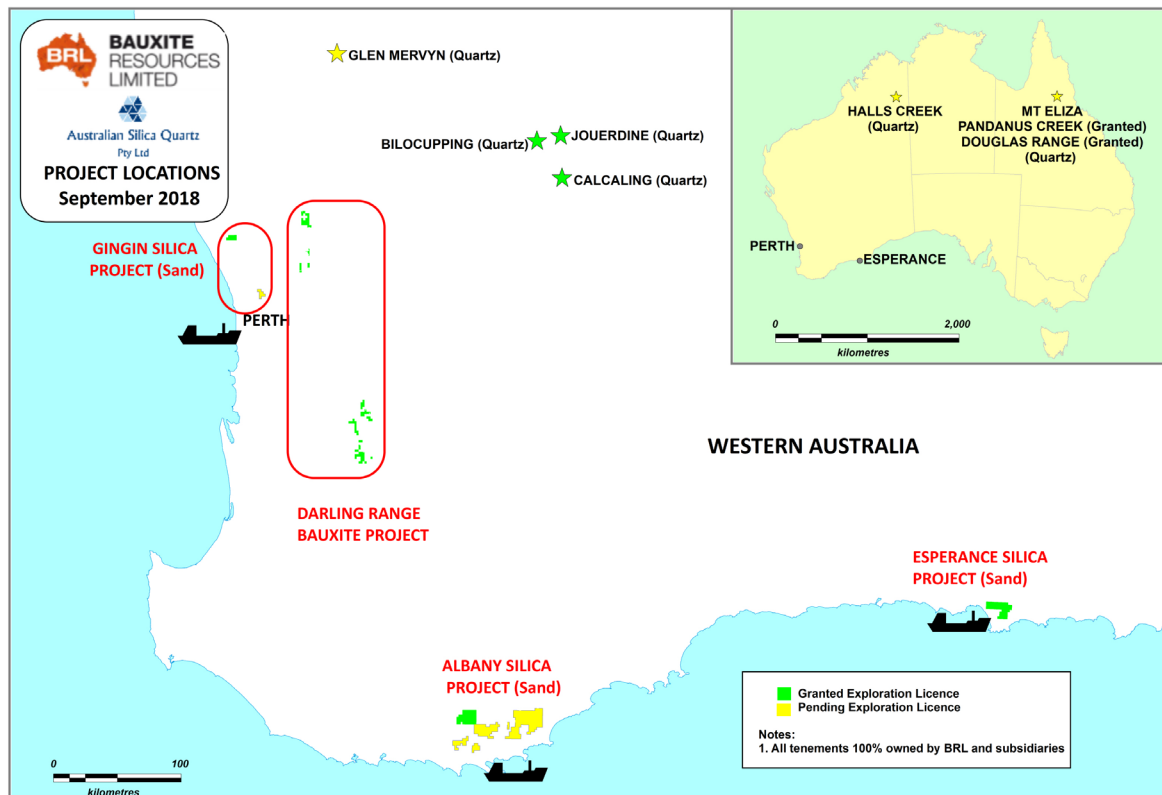 BRL
BAUXITE
RESOURCES
LIMITED
Australian Silica Quartz
Pty Ltd
PROJECT LOCATIONS
September 2018
GLEN MERVYN (Quartz)
BILOCUPPING (Quartz)
JOUERDINE (Quartz)
CALCALING (Quartz)
HALLS CREEK
(Quartz)
MT ELIZA
PANDANUS CREEK (Granted)
DOUGLAS RANGE (Granted)
(Quartz)
PERTH
ESPERANCE
0 2,000
kilometres
GINGIN SILICA
PROJECT (Sand)
PERTH
WESTERN AUSTRALIA
DARLING RANGE
BAUXITE PROJECT
ESPERANCE SILICA
PROJECT (Sand)
ALBANY SILICA
PROJECT (Sand)
Granted Exploration Licence
Pending Exploration Licence
Notes:
1. All tenements 100% owned by BRL and subsidiaries
0 100
kilometres